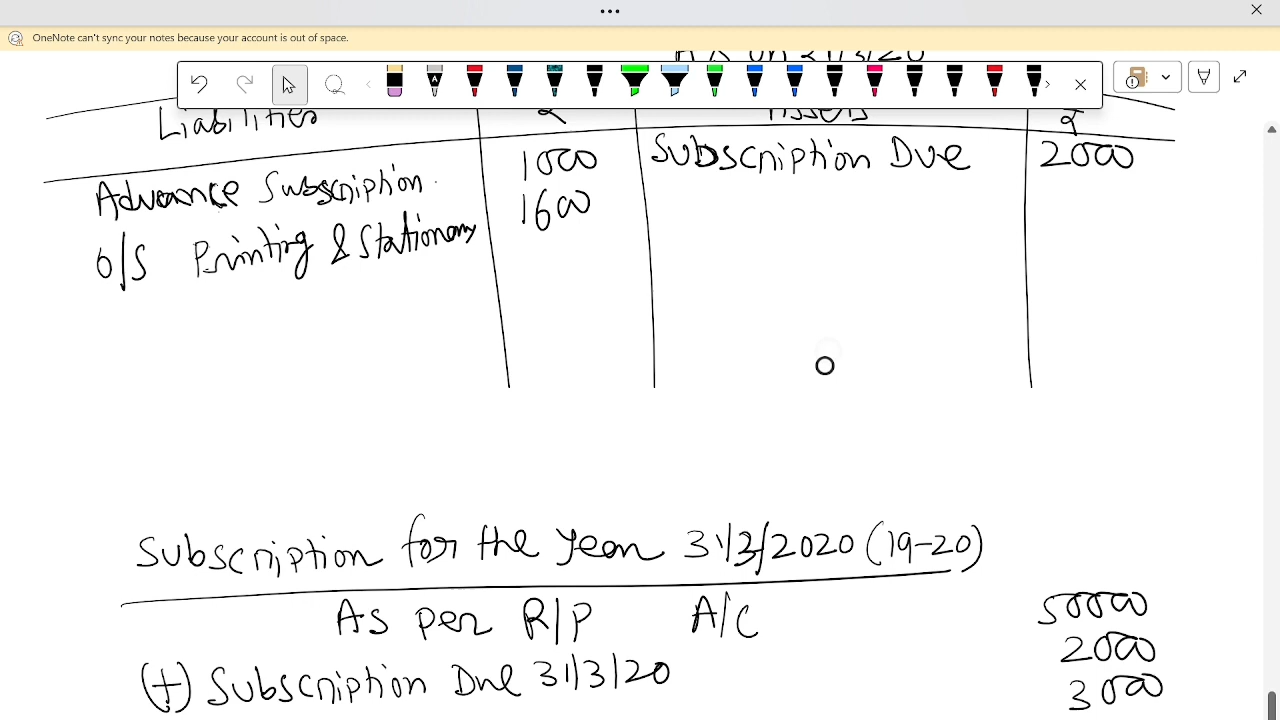 OneNote can't sync your notes because your account is out of space.
Liabilities ₹ Assets ₹
Advance Subscription 1000 Subscription Due 2000
O/S Printing & Stationary 1600
Subscription for the year 31/3/2020 (19-20)
As per R/P A/C 50000
(+) Subscription Due 31/3/20 2000
3000